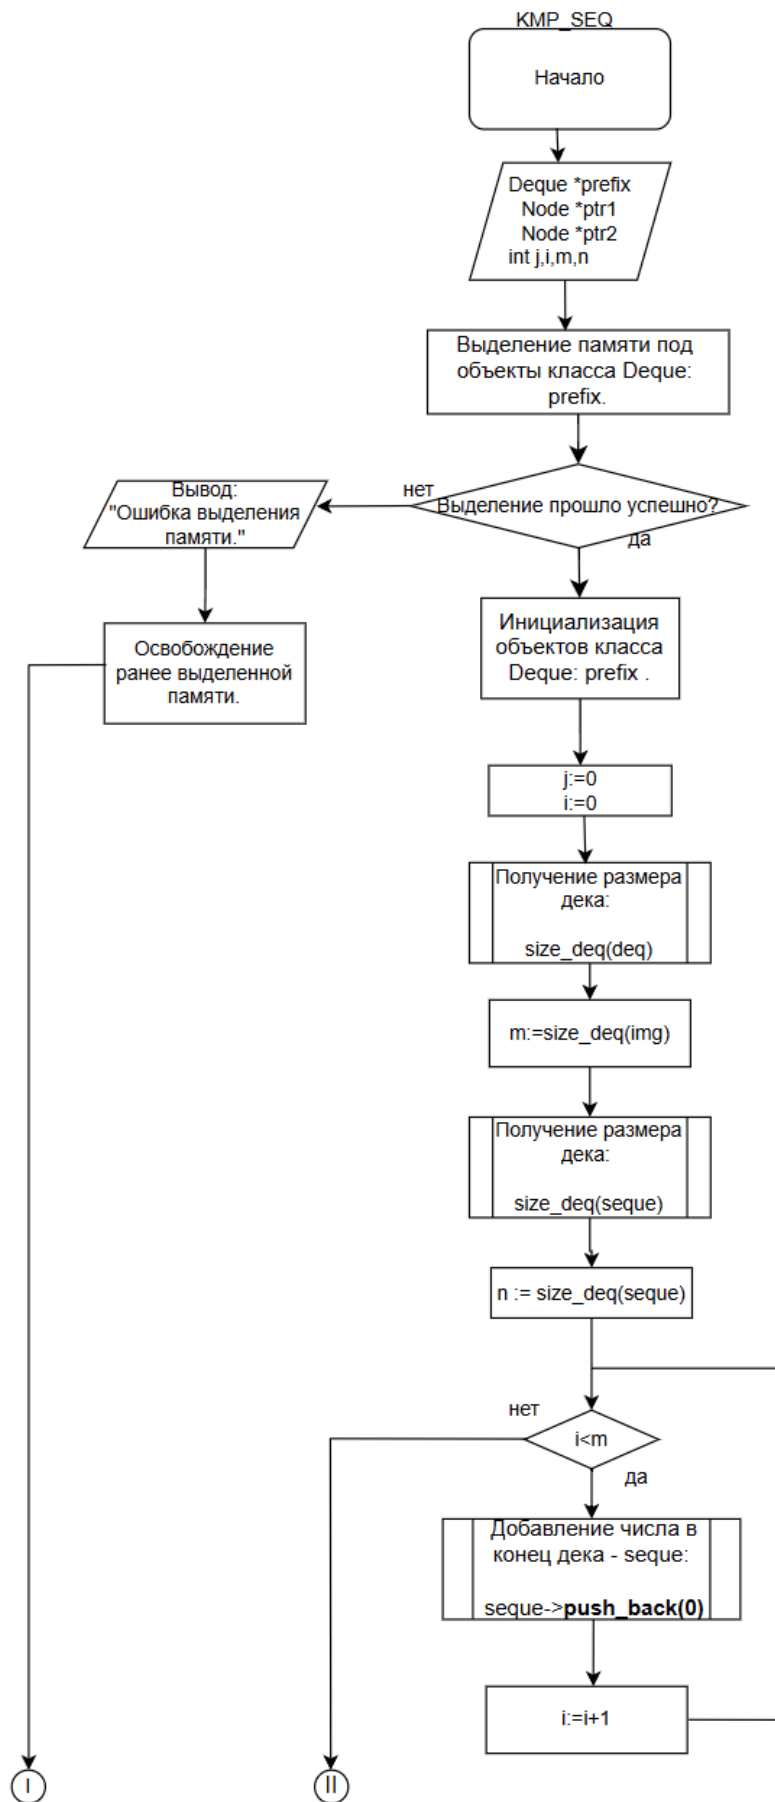 KMP_SEQ
Начало
Deque *prefix
Node *ptr1
Node *ptr2
int j,i,m,n
Выделение памяти под
объекты класса Deque:
prefix.
Выделение прошло успешно?
нет
да
Вывод:
"Ошибка выделения
памяти."
Освобождение
ранее выделенной
памяти.
Инициализация
объектов класса
Deque: prefix .
j:=0
i:=0
Получение размера
дека:
size_deq(deq)
m:=size_deq(img)
Получение размера
дека:
size_deq(seque)
n := size_deq(seque)
нет
i<m
да
Добавление числа в
конец дека - seque:
seque->push_back(0)
i:=i+1
I
II